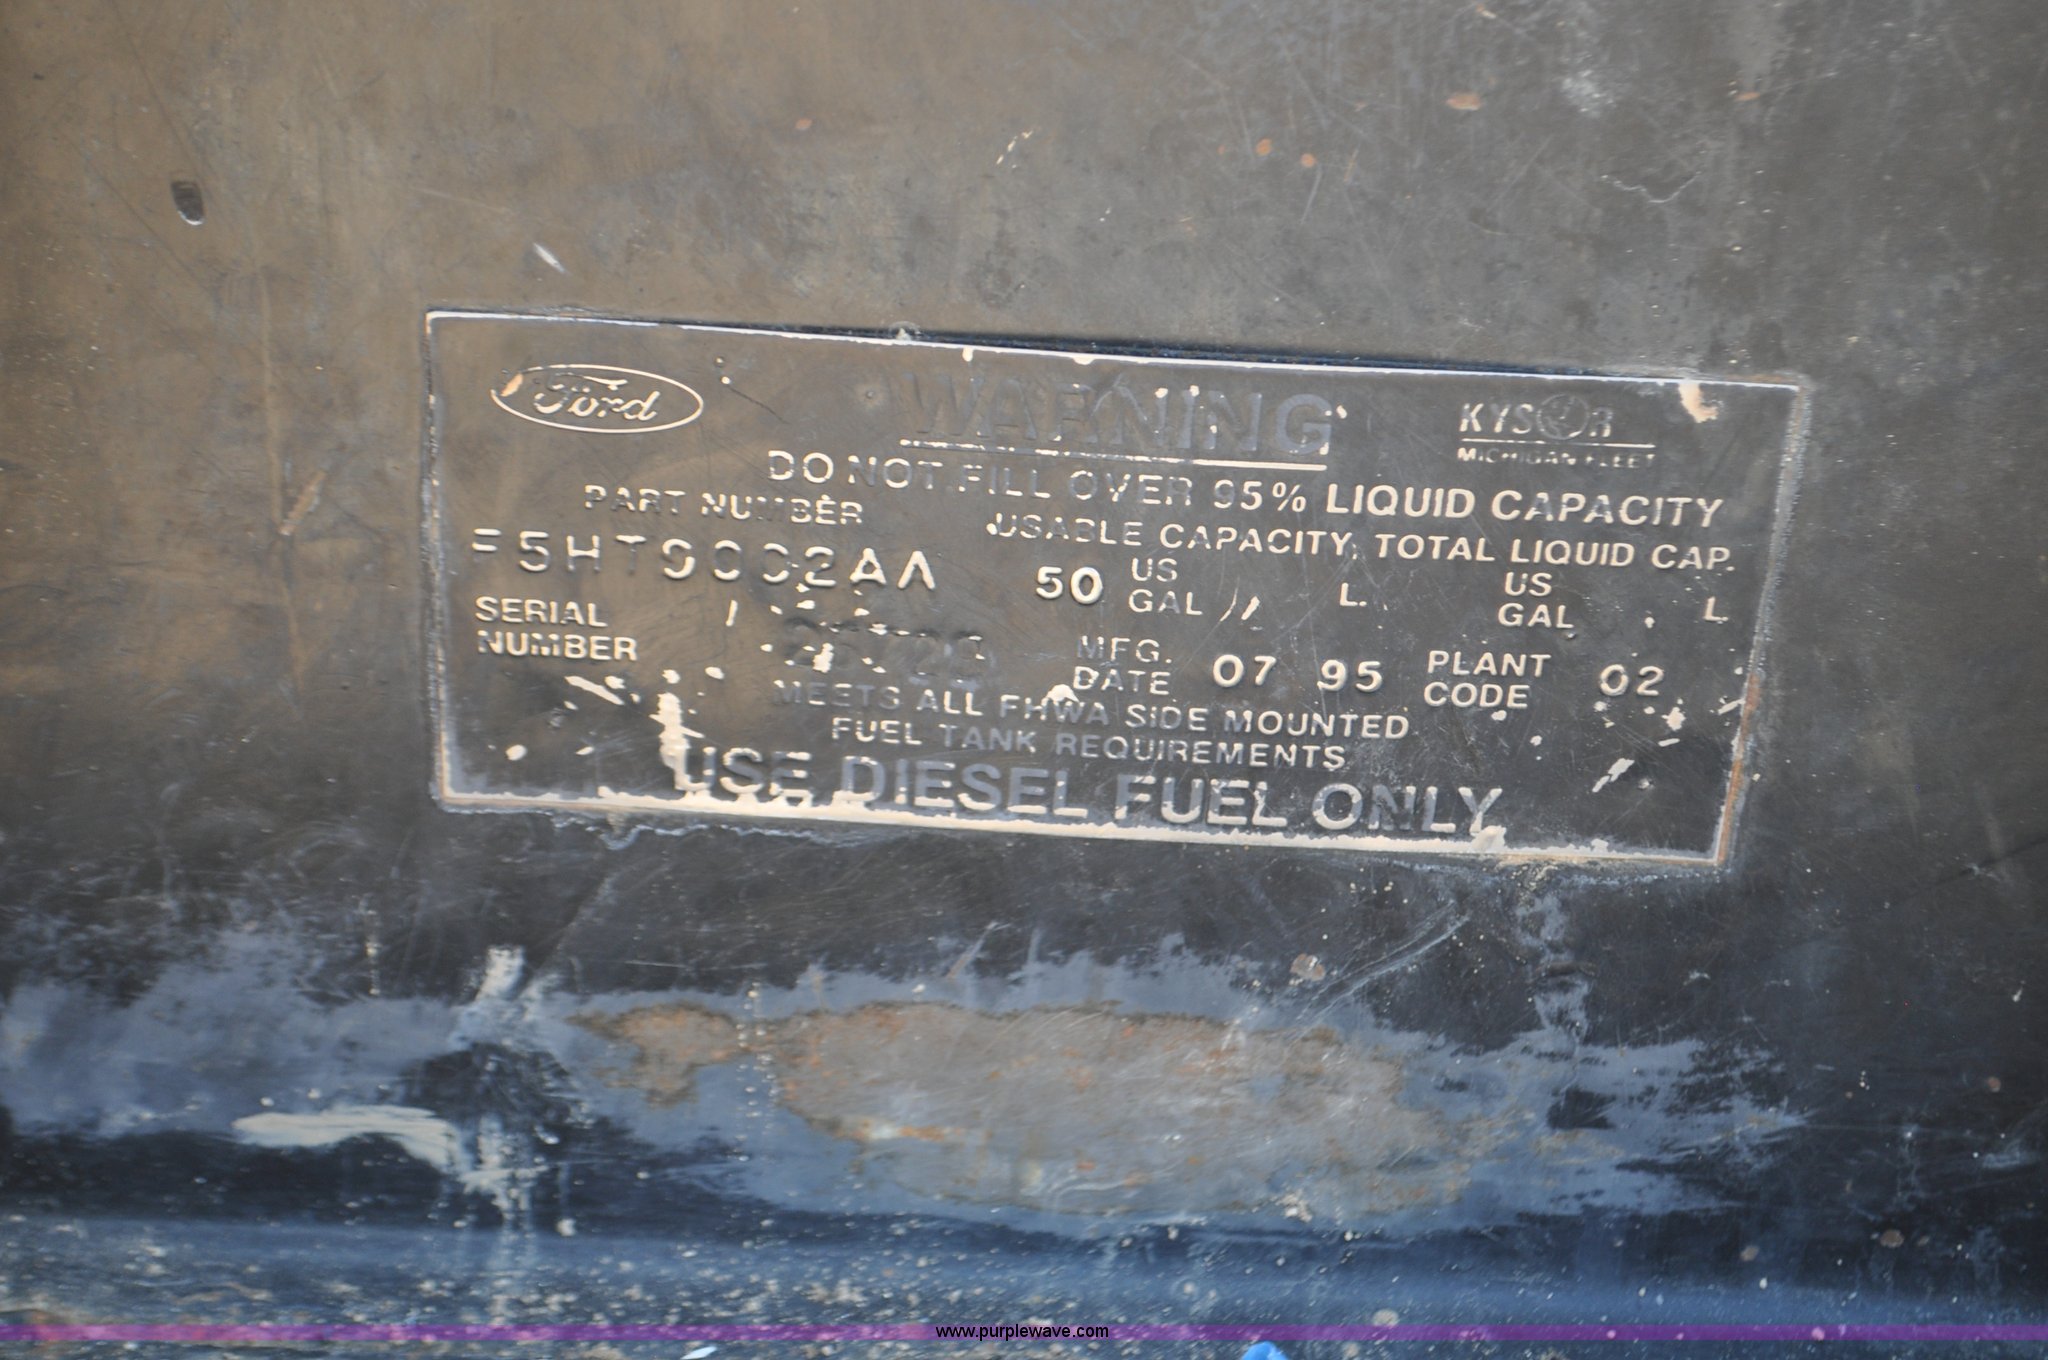 Ford
WARNING
KYSOR
MICHIGAN FLEET
DO NOT FILL OVER 95% LIQUID CAPACITY
PART NUMBER
F5HT9002AA
USABLE CAPACITY, TOTAL LIQUID CAP.
50 US GAL L. US GAL L.
SERIAL NUMBER
MFG. DATE 07 95 PLANT CODE 02
MEETS ALL FHWA SIDE MOUNTED
FUEL TANK REQUIREMENTS
USE DIESEL FUEL ONLY
www.purplewave.com